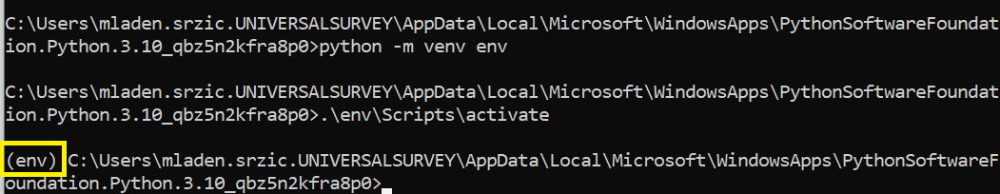 C:\Users\mladen.srzic.UNIVERSALSURVEY\AppData\Local\Microsoft\WindowsApps\PythonSoftwareFoundat
ion.Python.3.10_qbz5n2kfra8p0>python -m venv env
C:\Users\mladen.srzic.UNIVERSALSURVEY\AppData\Local\Microsoft\WindowsApps\PythonSoftwareFoundat
ion.Python.3.10_qbz5n2kfra8p0>.\env\Scripts\activate
(env) C:\Users\mladen.srzic.UNIVERSALSURVEY\AppData\Local\Microsoft\WindowsApps\PythonSoftwareF
oundation.Python.3.10_qbz5n2kfra8p0>